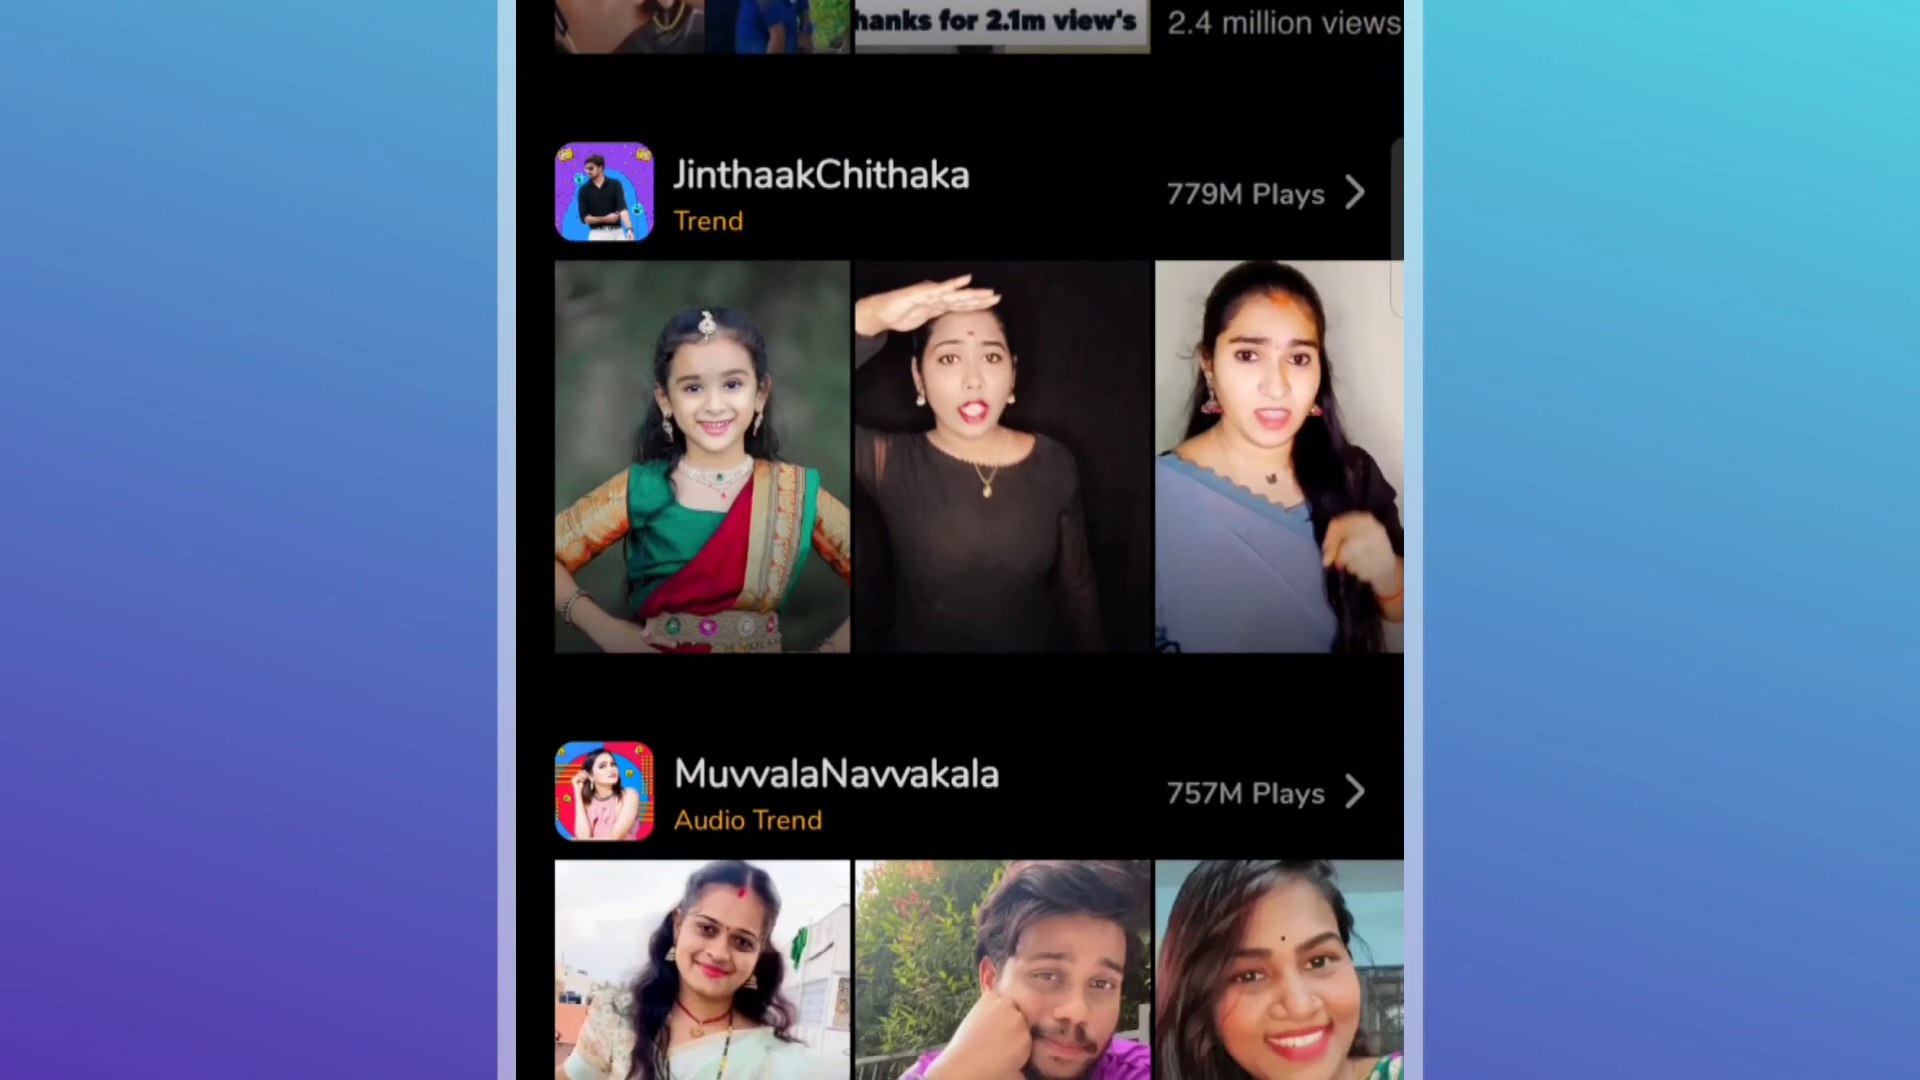 hanks for 2.1m view's
2.4 million views
JinthaakChithaka
Trend
779M Plays
MuvvalaNavvakala
Audio Trend
757M Plays